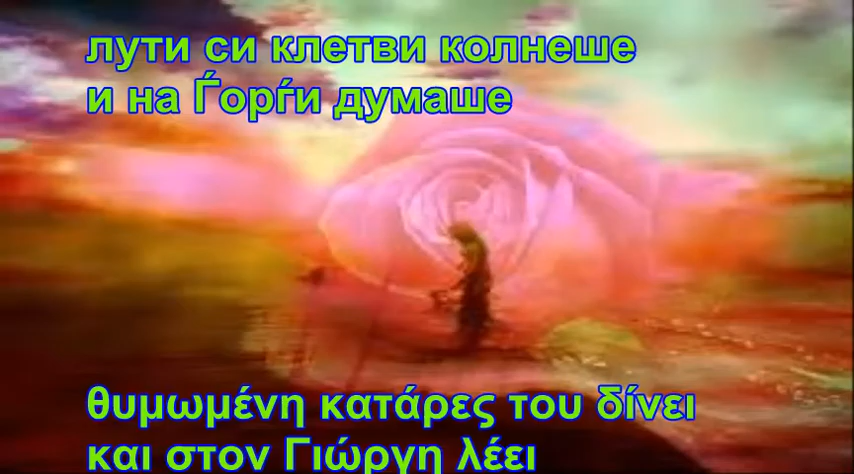 лути си клетви колнеше
и на Ѓорѓи думаше
θυμωμένη κατάρες του δίνει
και στον Γιώργη λέει